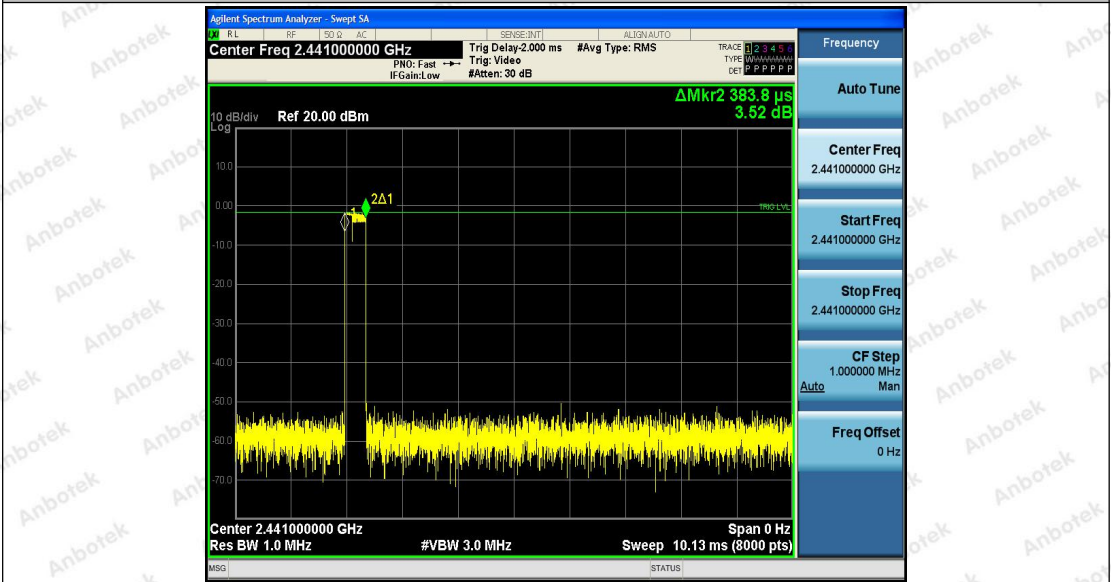 Agilent Spectrum Analyzer - Swept SA
RL RF 50 Ω AC SENSE:INT ALIGN AUTO
Center Freq 2.441000000 GHz
PNO: Fast
IFGain:Low
Trig Delay-2.000 ms
Trig: Video
#Atten: 30 dB
#Avg Type: RMS
TRACE 1 2 3 4 5 6
TYPE W
DET P P P P P P
ΔMkr2 383.8 µs
3.52 dB
10 dB/div
Log
Ref 20.00 dBm
10.0
0.00
-10.0
-20.0
-30.0
-40.0
-50.0
-60.0
-70.0
1
2Δ1
TRIG LVL
Center 2.441000000 GHz
Span 0 Hz
Res BW 1.0 MHz
#VBW 3.0 MHz
Sweep 10.13 ms (8000 pts)
MSG
STATUS
Frequency
Auto Tune
Center Freq
2.441000000 GHz
Start Freq
2.441000000 GHz
Stop Freq
2.441000000 GHz
CF Step
1.000000 MHz
Auto Man
Freq Offset
0 Hz
Anbotek